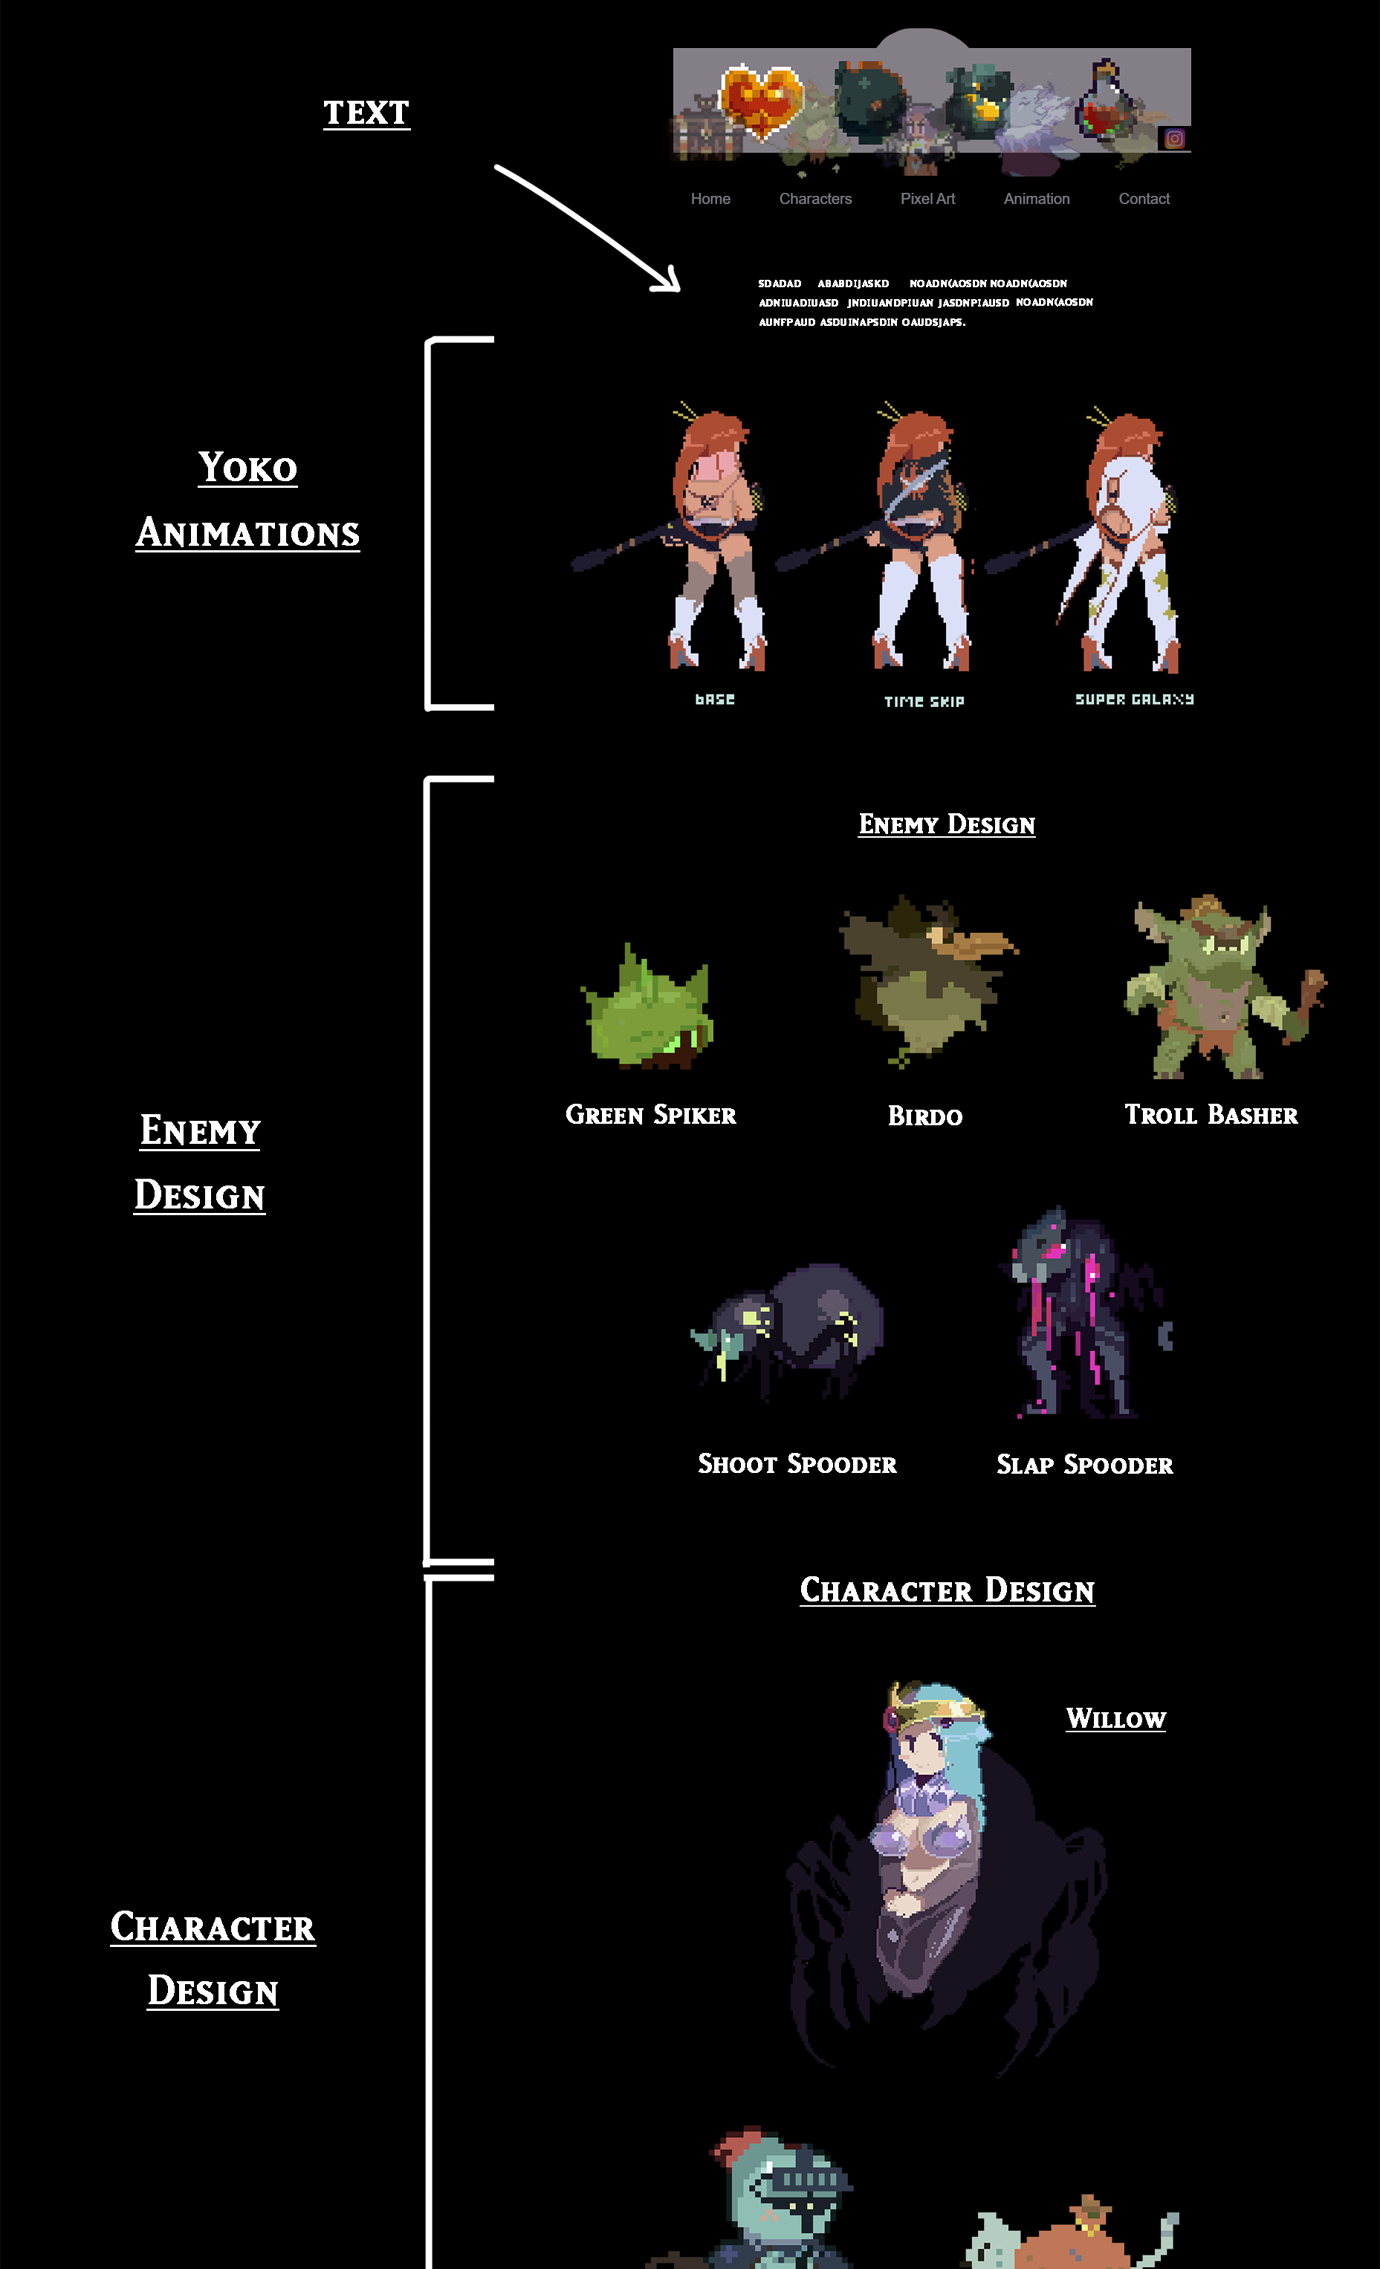 TEXT
Home Characters Pixel Art Animation Contact
SDADAD ABABDIJASKD NOADN(AOSDN NOADN(AOSDN
ADNIUADIUASD JNDIUANDPIUAN JASDNPIAUSD NOADN(AOSDN
AUNFPAUD ASDUINAPSDIN OAUDSJAPS.
YOKO
ANIMATIONS
BASE TIME SKIP SUPER GALAXY
ENEMY DESIGN
GREEN SPIKER BIRDO TROLL BASHER
ENEMY
DESIGN
SHOOT SPOODER SLAP SPOODER
CHARACTER DESIGN
WILLOW
CHARACTER
DESIGN